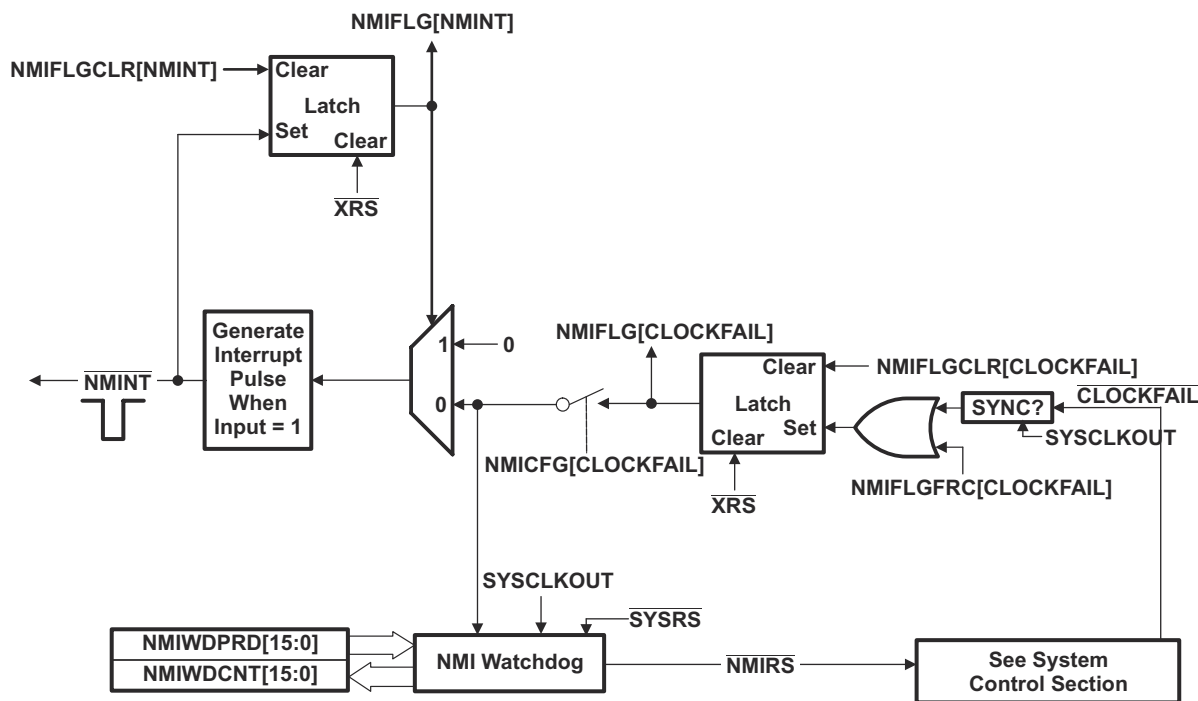 NMIFLG[NMINT]
NMIFLGCLR[NMINT]
Clear
Latch
Set
Clear
XRS
Generate
Interrupt
Pulse
When
Input = 1
NMINT
1
0
0
NMIFLG[CLOCKFAIL]
NMICFG[CLOCKFAIL]
Clear
Latch
Set
Clear
XRS
NMIFLGCLR[CLOCKFAIL]
CLOCKFAIL
SYNC?
SYSCLKOUT
NMIFLGFRC[CLOCKFAIL]
SYSCLKOUT
SYSRS
NMIWDPRD[15:0]
NMIWDCNT[15:0]
NMI Watchdog
NMIRS
See System
Control Section